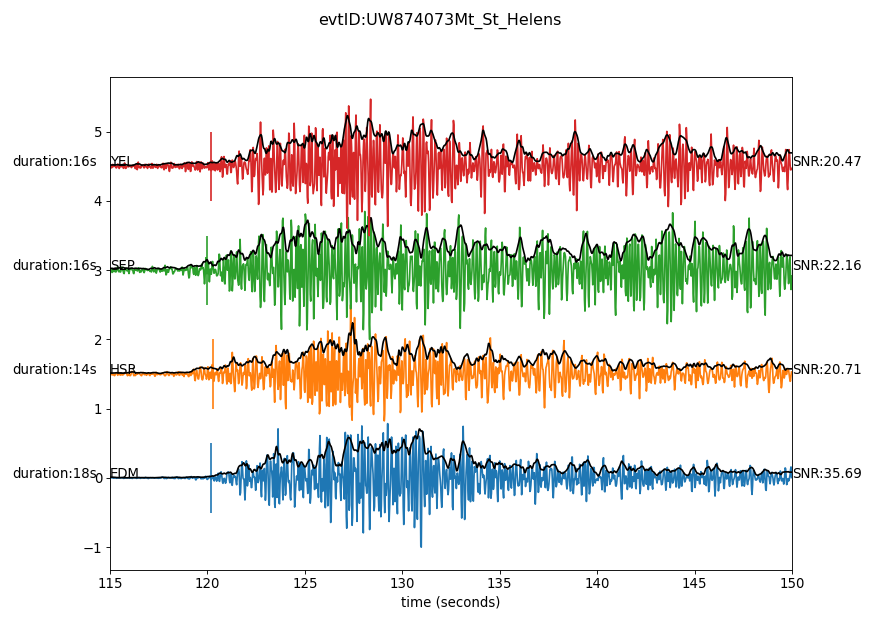 evtID:UW874073Mt_St_Helens
5
duration:16s YEL SNR:20.47
4
duration:16s 3 SEP SNR:22.16
2
duration:14s HSR SNR:20.71
1
duration:18s 0 EDM SNR:35.69
−1
115 120 125 130 135 140 145 150
time (seconds)